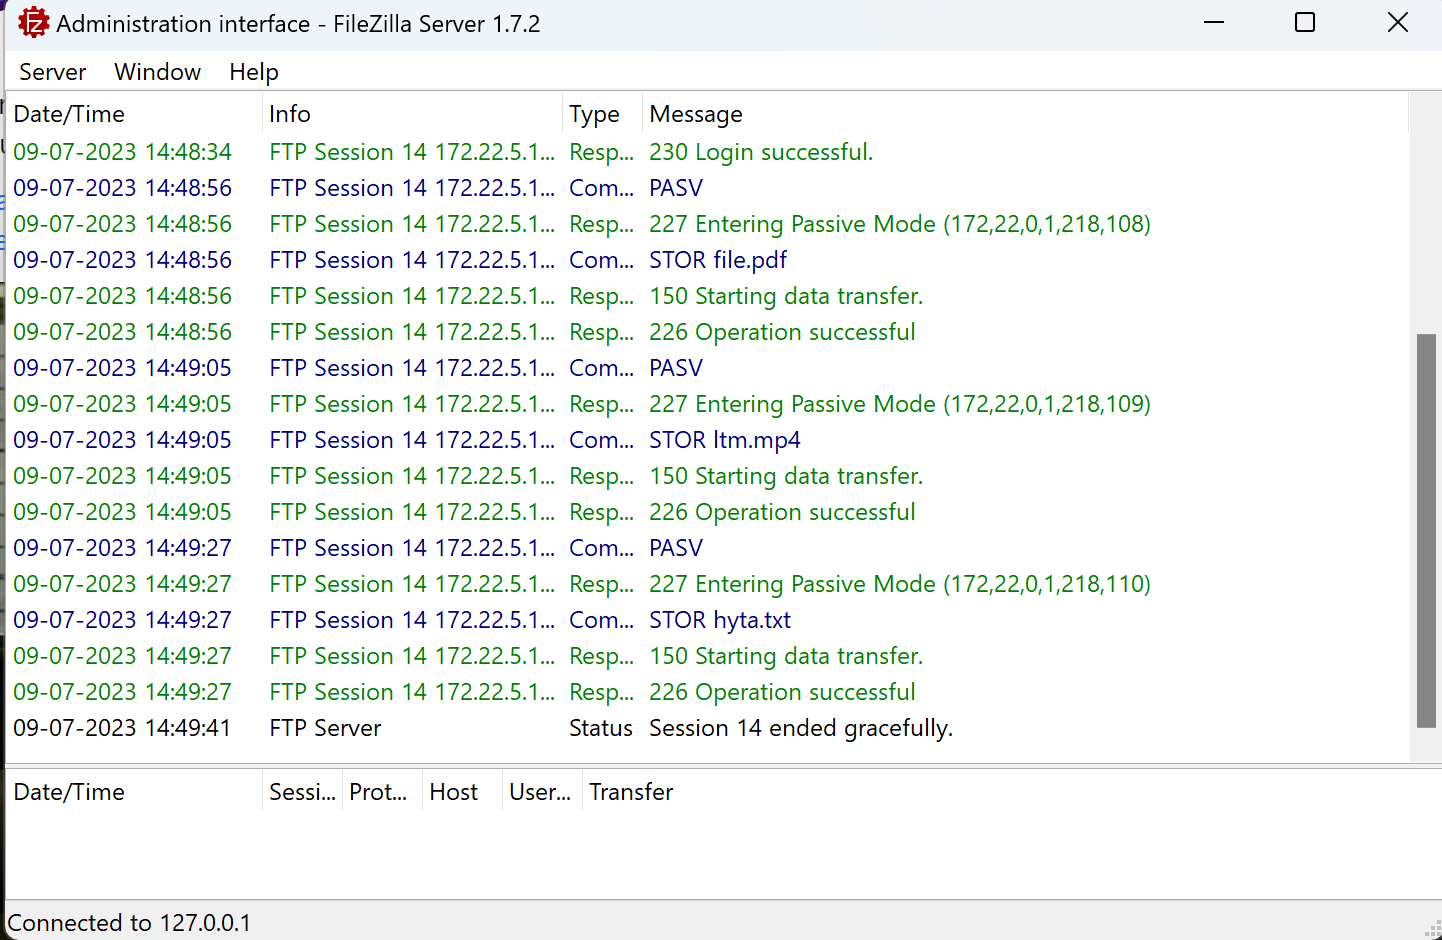 Administration interface - FileZilla Server 1.7.2
Server Window Help
Date/Time Info Type Message
09-07-2023 14:48:34 FTP Session 14 172.22.5.1... Resp... 230 Login successful.
09-07-2023 14:48:56 FTP Session 14 172.22.5.1... Com... PASV
09-07-2023 14:48:56 FTP Session 14 172.22.5.1... Resp... 227 Entering Passive Mode (172,22,0,1,218,108)
09-07-2023 14:48:56 FTP Session 14 172.22.5.1... Com... STOR file.pdf
09-07-2023 14:48:56 FTP Session 14 172.22.5.1... Resp... 150 Starting data transfer.
09-07-2023 14:48:56 FTP Session 14 172.22.5.1... Resp... 226 Operation successful
09-07-2023 14:49:05 FTP Session 14 172.22.5.1... Com... PASV
09-07-2023 14:49:05 FTP Session 14 172.22.5.1... Resp... 227 Entering Passive Mode (172,22,0,1,218,109)
09-07-2023 14:49:05 FTP Session 14 172.22.5.1... Com... STOR ltm.mp4
09-07-2023 14:49:05 FTP Session 14 172.22.5.1... Resp... 150 Starting data transfer.
09-07-2023 14:49:05 FTP Session 14 172.22.5.1... Resp... 226 Operation successful
09-07-2023 14:49:27 FTP Session 14 172.22.5.1... Com... PASV
09-07-2023 14:49:27 FTP Session 14 172.22.5.1... Resp... 227 Entering Passive Mode (172,22,0,1,218,110)
09-07-2023 14:49:27 FTP Session 14 172.22.5.1... Com... STOR hyta.txt
09-07-2023 14:49:27 FTP Session 14 172.22.5.1... Resp... 150 Starting data transfer.
09-07-2023 14:49:27 FTP Session 14 172.22.5.1... Resp... 226 Operation successful
09-07-2023 14:49:41 FTP Server Status Session 14 ended gracefully.
Date/Time Sessi... Prot... Host User... Transfer
Connected to 127.0.0.1